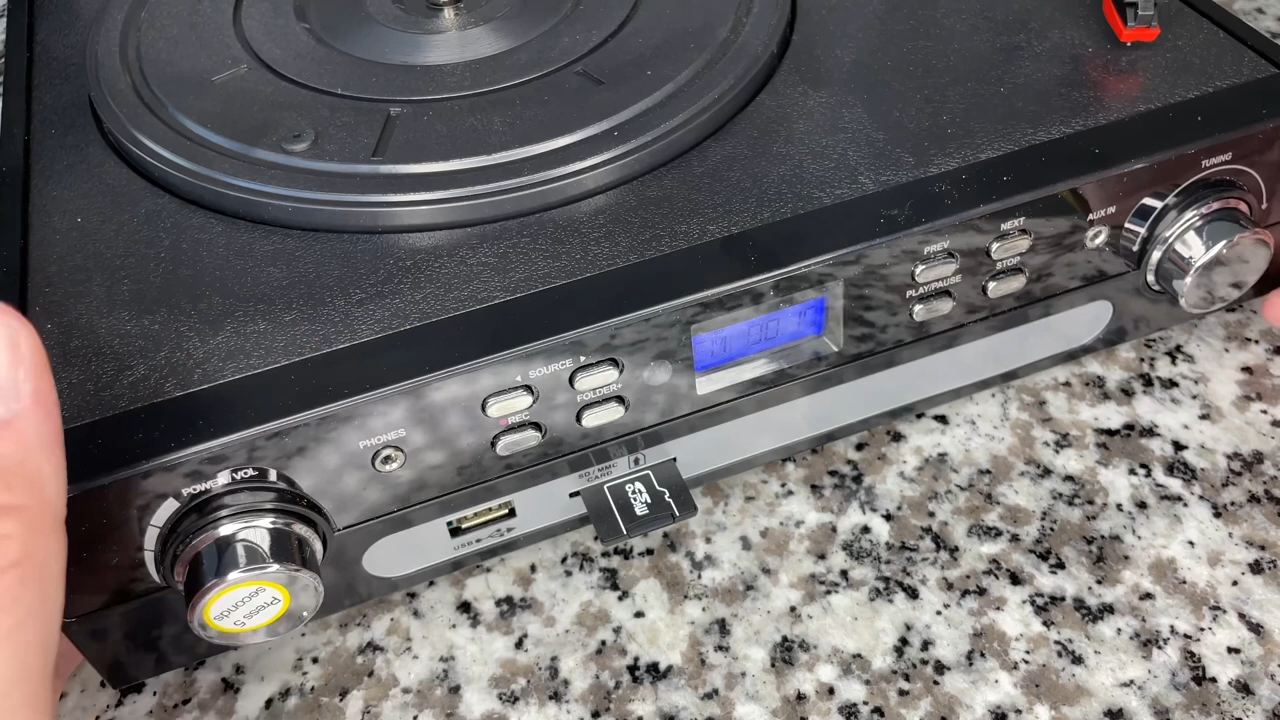 TUNING
AUX IN
NEXT
PREV
STOP
PLAY/PAUSE
SOURCE
FOLDER+
REC
PHONES
POWER/VOL
SD / MMC
CARD
USB
Press 5
seconds